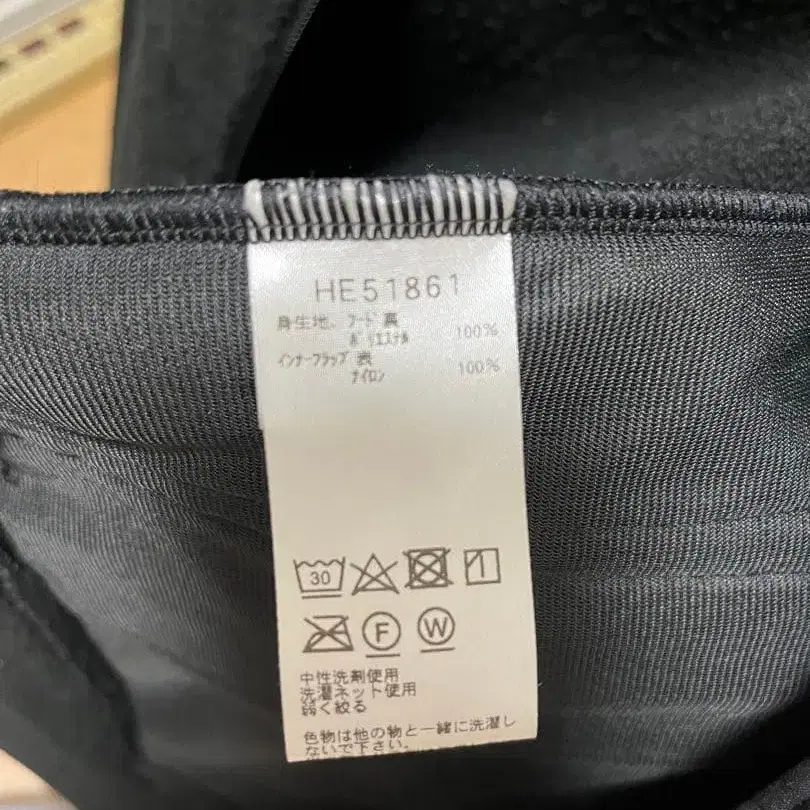 HE51861
身生地、フード裏
ポリエステル 100%
インナーフラップ 表
ナイロン 100%
30
F W
中性洗剤使用
洗濯ネット使用
弱く絞る
色物は他の物と一緒に洗濯し
ないで下さい。